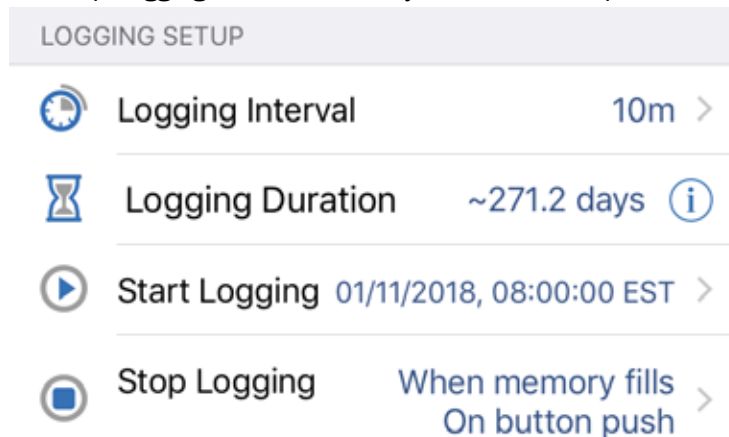 LOGGING SETUP
Logging Interval 10m
Logging Duration ~271.2 days i
Start Logging 01/11/2018, 08:00:00 EST
Stop Logging When memory fills
On button push